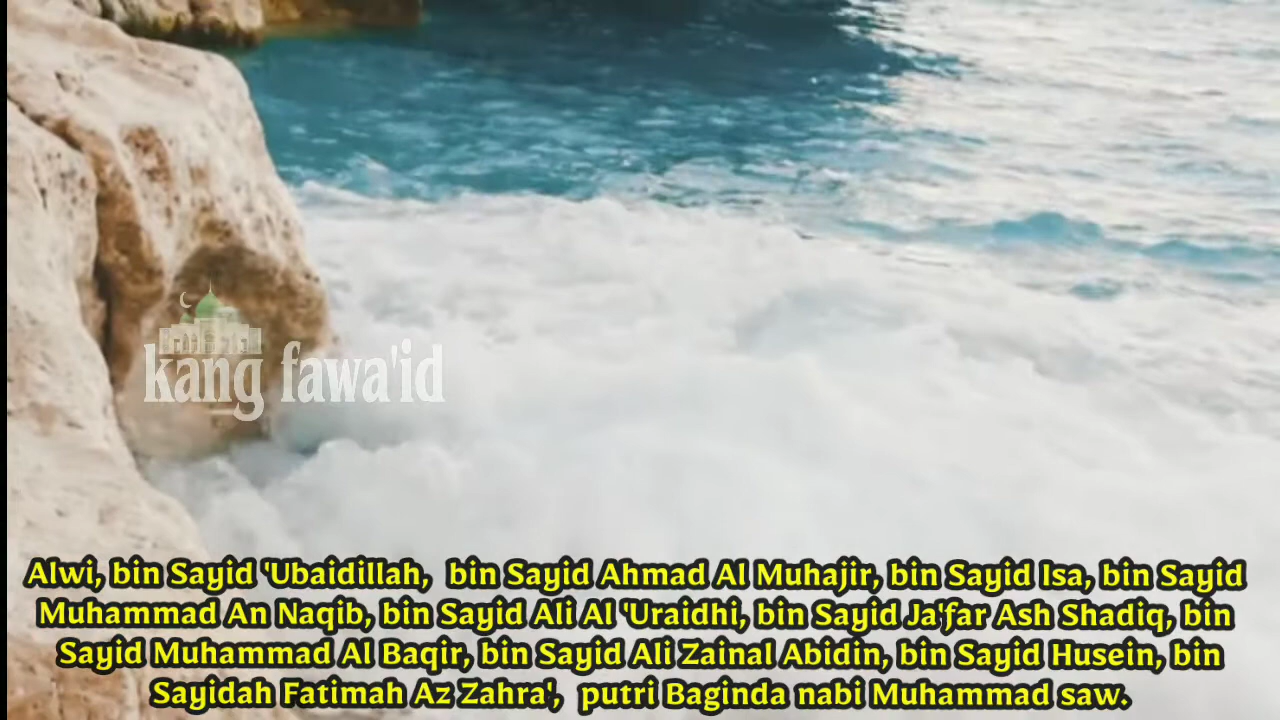 kang fawa'id
Alwi, bin Sayid 'Ubaidillah, bin Sayid Ahmad Al Muhajir, bin Sayid Isa, bin Sayid
Muhammad An Naqib, bin Sayid Ali Al 'Uraidhi, bin Sayid Ja'far Ash Shadiq, bin
Sayid Muhammad Al Baqir, bin Sayid Ali Zainal Abidin, bin Sayid Husein, bin
Sayidah Fatimah Az Zahra', putri Baginda nabi Muhammad saw.